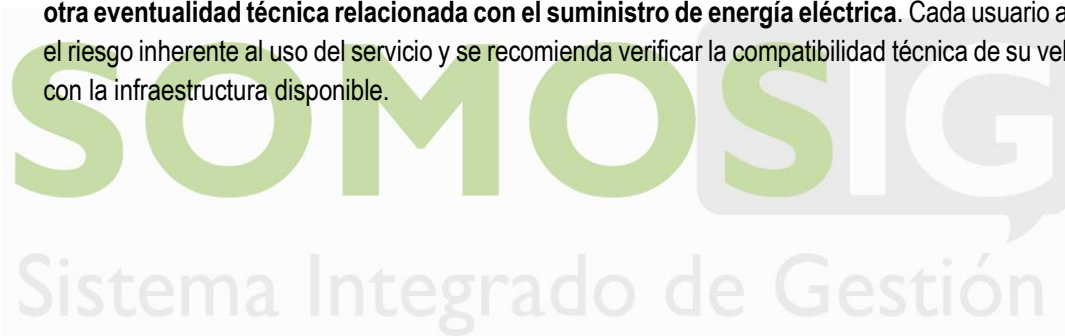 otra eventualidad técnica relacionada con el suministro de energía eléctrica. Cada usuario a
el riesgo inherente al uso del servicio y se recomienda verificar la compatibilidad técnica de su veh
con la infraestructura disponible.
SOMOSIG
Sistema Integrado de Gestión